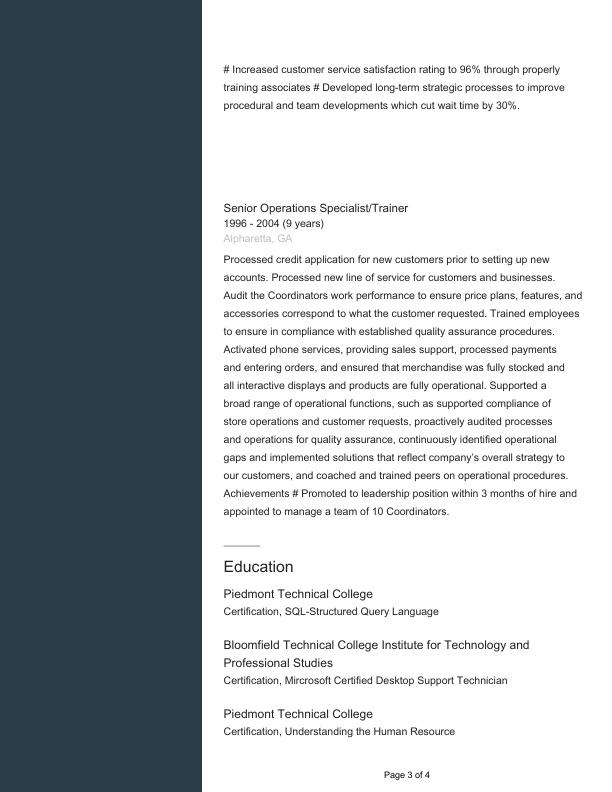 # Increased customer service satisfaction rating to 96% through properly
training associates # Developed long-term strategic processes to improve
procedural and team developments which cut wait time by 30%.
Senior Operations Specialist/Trainer
1996 - 2004 (9 years)
Alpharetta, GA
Processed credit application for new customers prior to setting up new
accounts. Processed new line of service for customers and businesses.
Audit the Coordinators work performance to ensure price plans, features, and
accessories correspond to what the customer requested. Trained employees
to ensure in compliance with established quality assurance procedures.
Activated phone services, providing sales support, processed payments
and entering orders, and ensured that merchandise was fully stocked and
all interactive displays and products are fully operational. Supported a
broad range of operational functions, such as supported compliance of
store operations and customer requests, proactively audited processes
and operations for quality assurance, continuously identified operational
gaps and implemented solutions that reflect company's overall strategy to
our customers, and coached and trained peers on operational procedures.
Achievements # Promoted to leadership position within 3 months of hire and
appointed to manage a team of 10 Coordinators.
Education
Piedmont Technical College
Certification, SQL-Structured Query Language
Bloomfield Technical College Institute for Technology and
Professional Studies
Certification, Mircrosoft Certified Desktop Support Technician
Piedmont Technical College
Certification, Understanding the Human Resource
Page 3 of 4